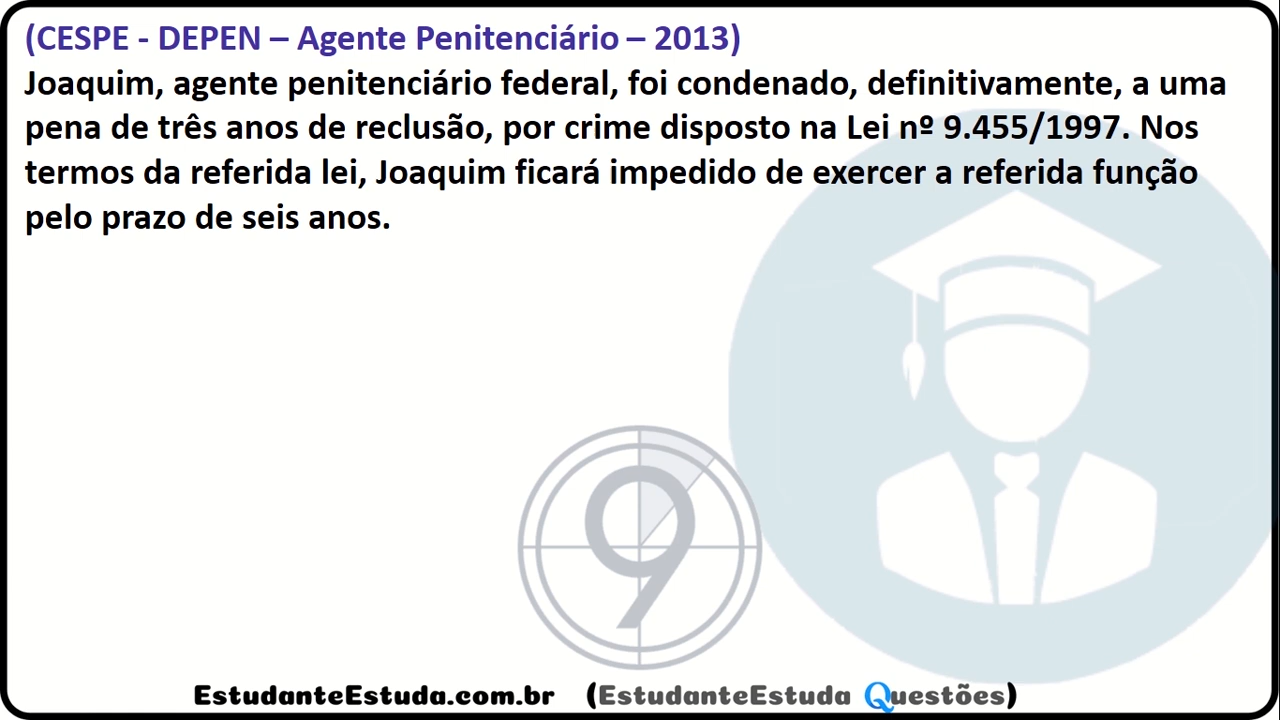 (CESPE - DEPEN – Agente Penitenciário – 2013)
Joaquim, agente penitenciário federal, foi condenado, definitivamente, a uma
pena de três anos de reclusão, por crime disposto na Lei nº 9.455/1997. Nos
termos da referida lei, Joaquim ficará impedido de exercer a referida função
pelo prazo de seis anos.
9
EstudanteEstuda.com.br (EstudanteEstuda Questões)